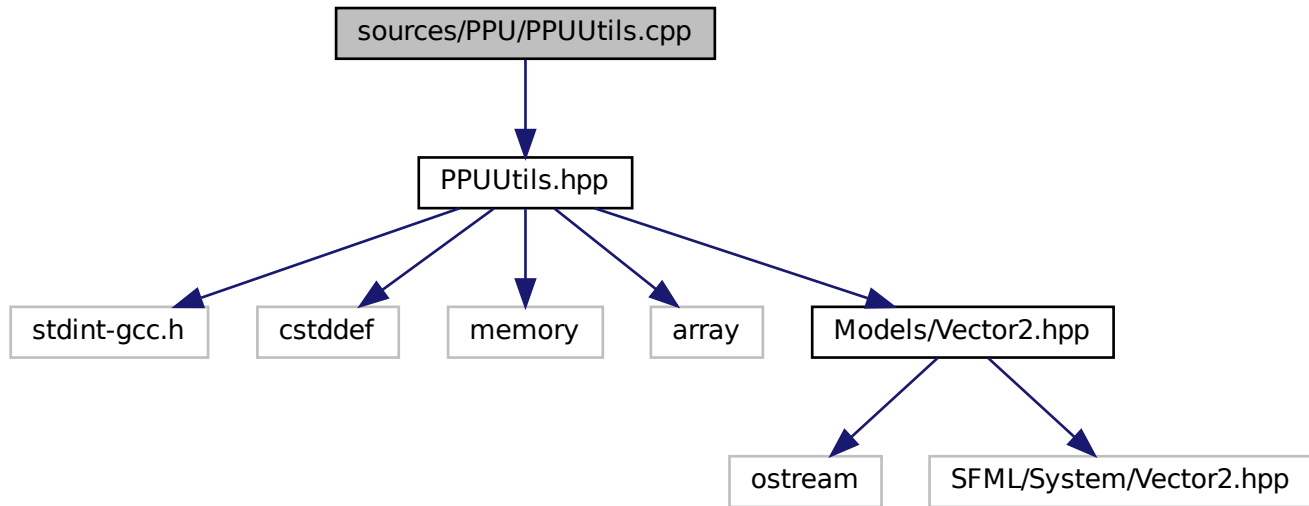 sources/PPU/PPUUtils.cpp
PPUUtils.hpp
stdint-gcc.h
cstddef
memory
array
Models/Vector2.hpp
ostream
SFML/System/Vector2.hpp